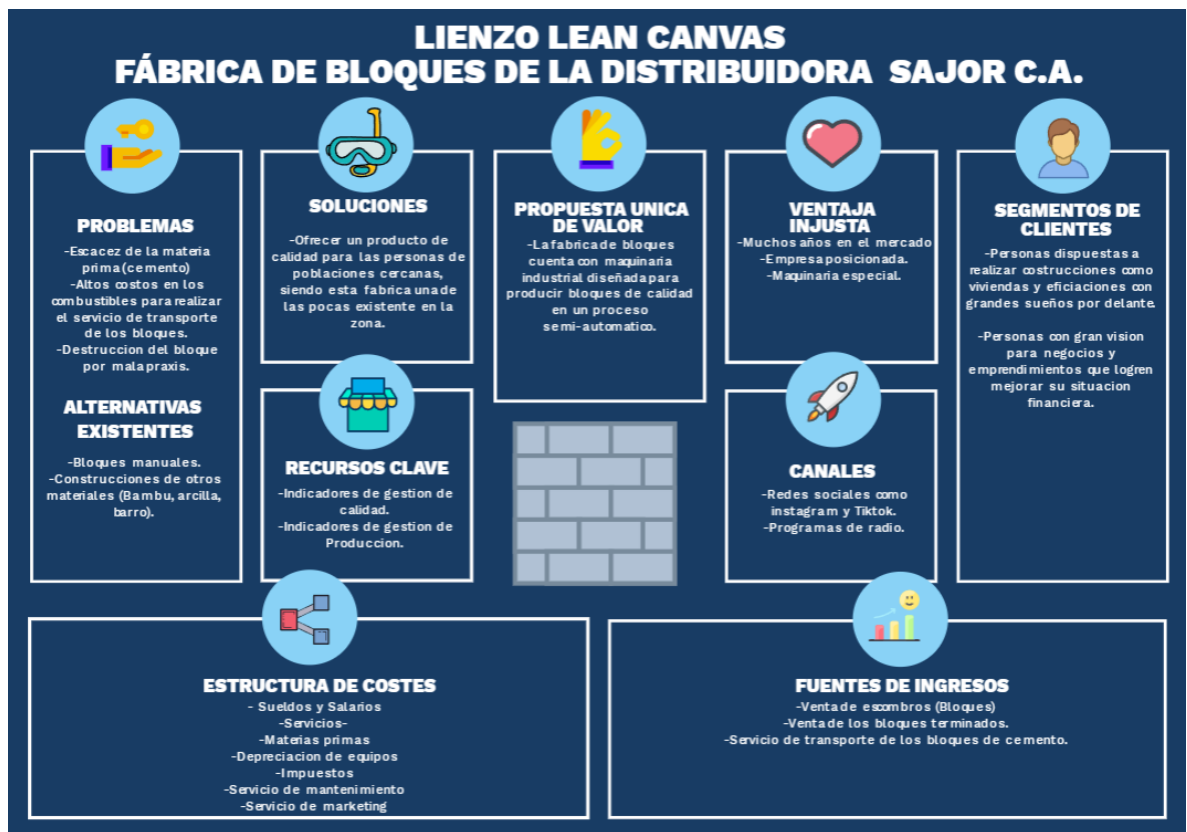 LIENZO LEAN CANVAS
FÁBRICA DE BLOQUES DE LA DISTRIBUIDORA SAJOR C.A.
PROBLEMAS
-Escacez de la materia
prima (cemento)
-Altos costos en los
combustibles para realizar
el servicio de transporte
de los bloques.
-Destruccion del bloque
por mala praxis.
ALTERNATIVAS
EXISTENTES
-Bloques manuales.
-Construcciones de otros
materiales (Bambu, arcilla,
barro).
SOLUCIONES
-Ofrecer un producto de
calidad para las personas de
poblaciones cercanas,
siendo esta fabrica una de
las pocas existente en la
zona.
RECURSOS CLAVE
-Indicadores de gestion de
calidad.
-Indicadores de gestion de
Produccion.
PROPUESTA UNICA
DE VALOR
-La fabrica de bloques
cuenta con maquinaria
industrial diseñada para
producir bloques de calidad
en un proceso
semi-automatico.
VENTAJA
INJUSTA
-Muchos años en el mercado
-Empresa posicionada.
-Maquinaria especial.
CANALES
-Redes sociales como
instagram y Tiktok.
-Programas de radio.
SEGMENTOS DE
CLIENTES
-Personas dispuestas a
realizar costrucciones como
viviendas y eficiaciones con
grandes sueños por delante.
-Personas con gran vision
para negocios y
emprendimientos que logren
mejorar su situacion
financiera.
ESTRUCTURA DE COSTES
- Sueldos y Salarios
-Servicios-
-Materias primas
-Depreciacion de equipos
-Impuestos
-Servicio de mantenimiento
-Servicio de marketing
FUENTES DE INGRESOS
-Venta de escombros (Bloques)
-Venta de los bloques terminados.
-Servicio de transporte de los bloques de cemento.